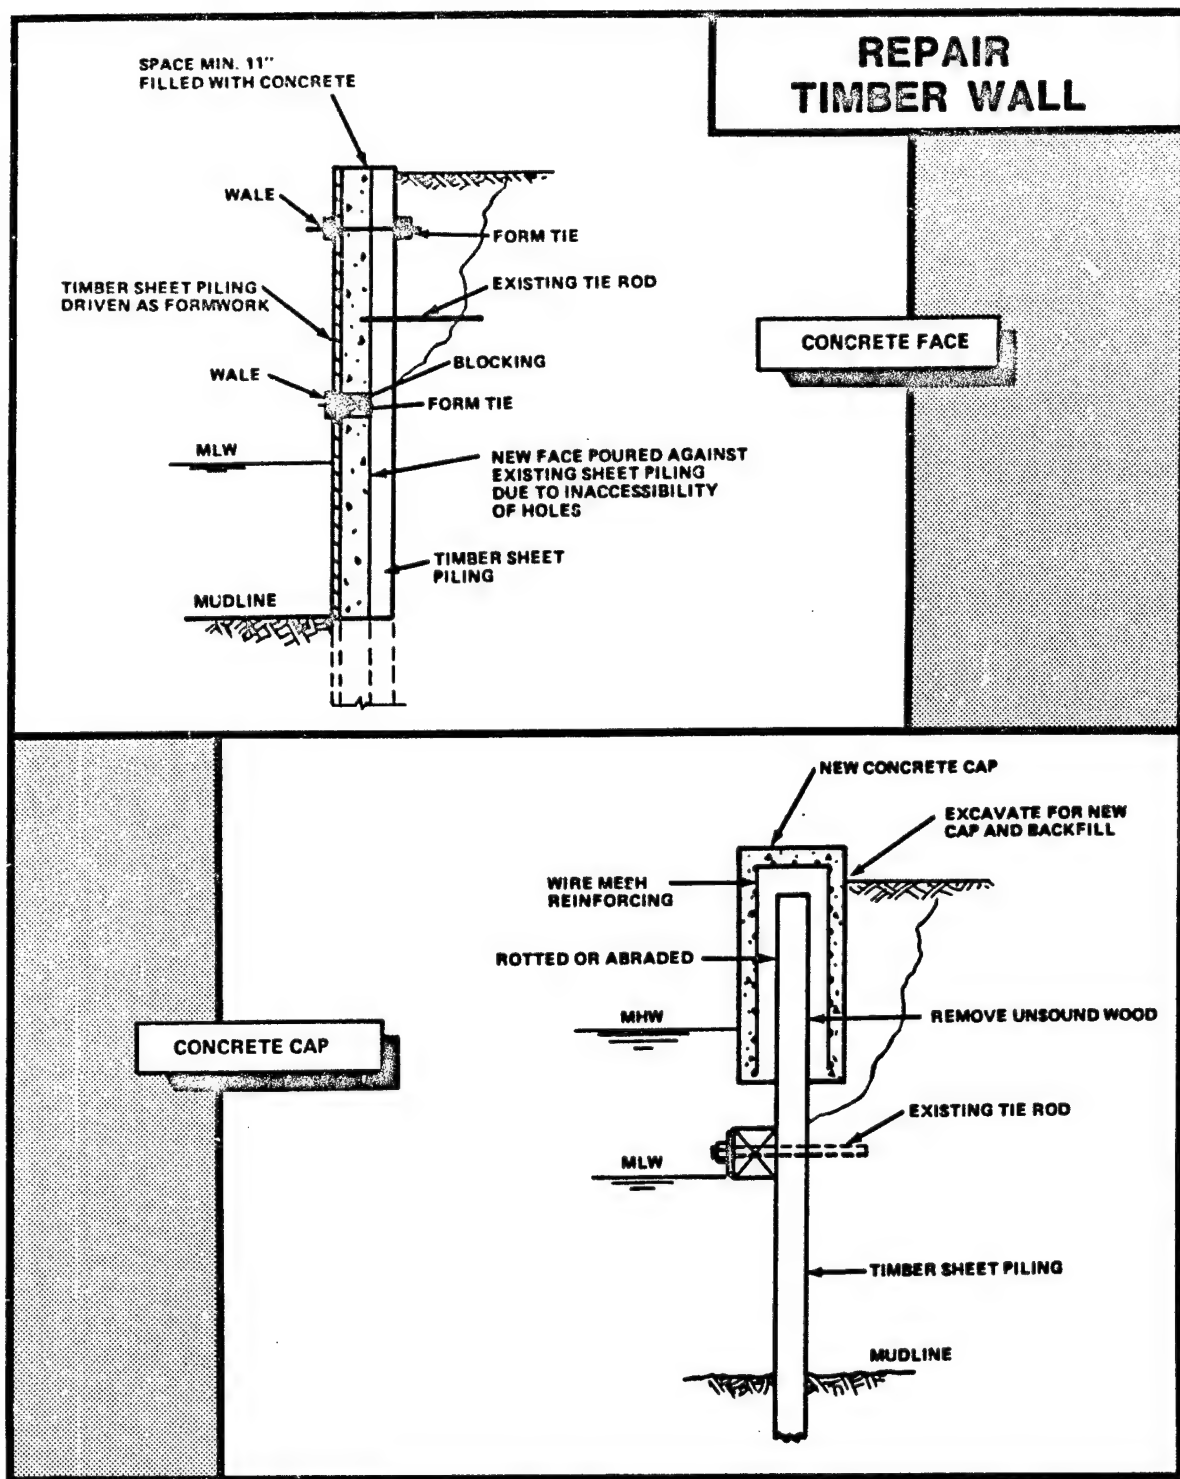 REPAIR
TIMBER WALL
SPACE MIN. 11"
FILLED WITH CONCRETE
WALE
FORM TIE
TIMBER SHEET PILING
DRIVEN AS FORMWORK
EXISTING TIE ROD
CONCRETE FACE
BLOCKING
WALE
FORM TIE
MLW
NEW FACE POURED AGAINST
EXISTING SHEET PILING
DUE TO INACCESSIBILITY
OF HOLES
TIMBER SHEET
PILING
MUDLINE
NEW CONCRETE CAP
EXCAVATE FOR NEW
CAP AND BACKFILL
WIRE MESH
REINFORCING
ROTTED OR ABRADED
MHW
REMOVE UNSOUND WOOD
CONCRETE CAP
EXISTING TIE ROD
MLW
TIMBER SHEET PILING
MUDLINE